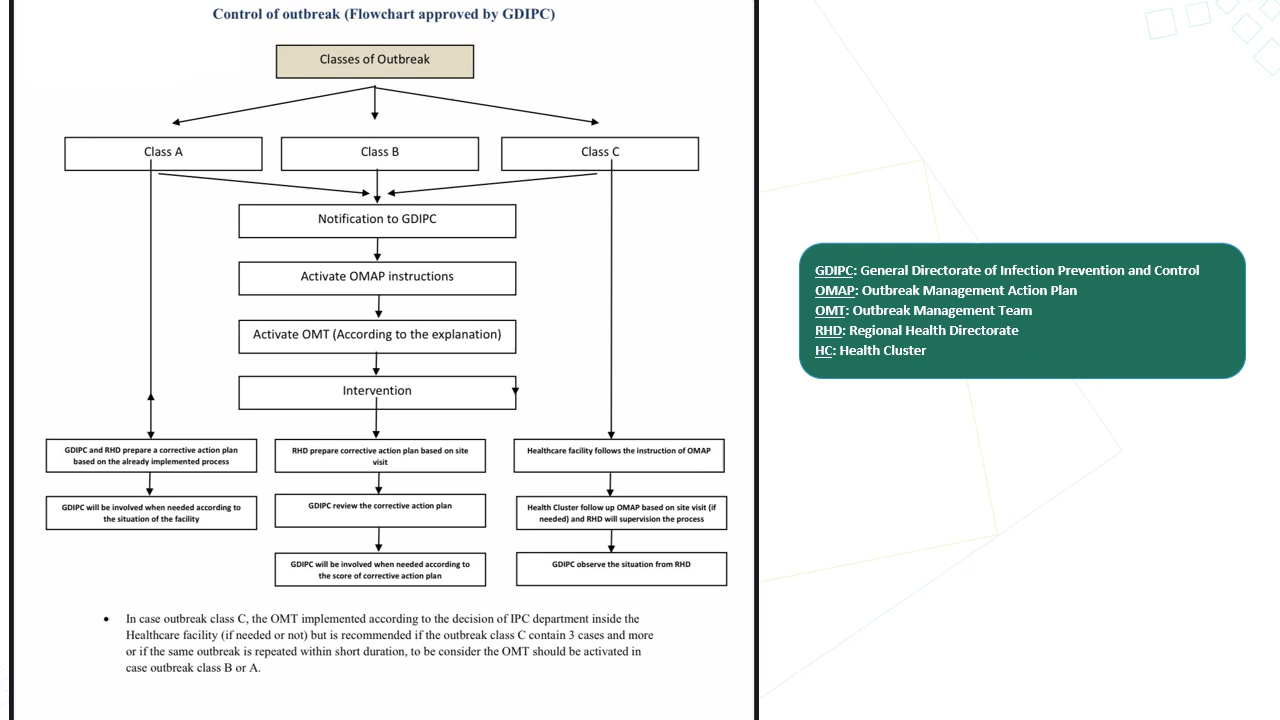 Control of outbreak (Flowchart approved by GDIPC)
Classes of Outbreak
Class A
Class B
Class C
Notification to GDIPC
Activate OMAP instructions
Activate OMT (According to the explanation)
Intervention
GDIPC and RHD prepare a corrective action plan
based on the already implemented process
GDIPC will be involved when needed according to
the situation of the facility
RHD prepare corrective action plan based on site
visit
GDIPC review the corrective action plan
GDIPC will be involved when needed according to
the score of corrective action plan
Healthcare facility follows the instruction of OMAP
Health Cluster follow up OMAP based on site visit (if
needed) and RHD will supervision the process
GDIPC observe the situation from RHD
• In case outbreak class C, the OMT implemented according to the decision of IPC department inside the
Healthcare facility (if needed or not) but is recommended if the outbreak class C contain 3 cases and more
or if the same outbreak is repeated within short duration, to be consider the OMT should be activated in
case outbreak class B or A.
GDIPC: General Directorate of Infection Prevention and Control
OMAP: Outbreak Management Action Plan
OMT: Outbreak Management Team
RHD: Regional Health Directorate
HC: Health Cluster